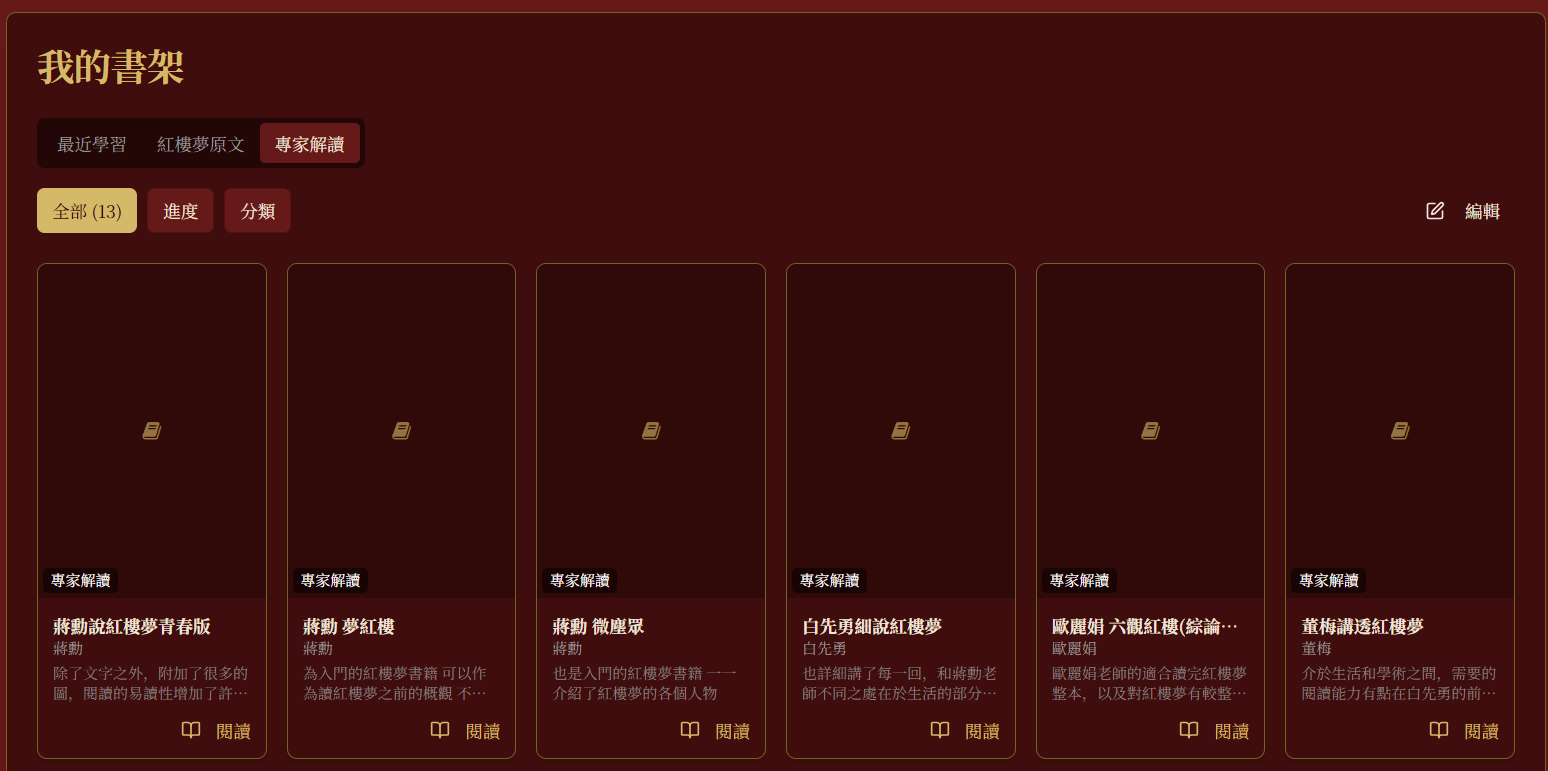 我的書架
最近學習 紅樓夢原文 專家解讀
全部 (13) 進度 分類 編輯
專家解讀 專家解讀 專家解讀 專家解讀 專家解讀 專家解讀
蔣勳說紅樓夢青春版
蔣勳
除了文字之外，附加了很多的
圖，閱讀的易讀性增加了許…
閱讀
蔣勳 夢紅樓
蔣勳
為入門的紅樓夢書籍 可以作
為讀紅樓夢之前的概觀 不…
閱讀
蔣勳 微塵眾
蔣勳
也是入門的紅樓夢書籍 一一
介紹了紅樓夢的各個人物
閱讀
白先勇細說紅樓夢
白先勇
也詳細講了每一回，和蔣勳老
師不同之處在於生活的部分…
閱讀
歐麗娟 六觀紅樓(綜論…
歐麗娟
歐麗娟老師的適合讀完紅樓夢
整本，以及對紅樓夢有較整…
閱讀
董梅講透紅樓夢
董梅
介於生活和學術之間，需要的
閱讀能力有點在白先勇的前…
閱讀